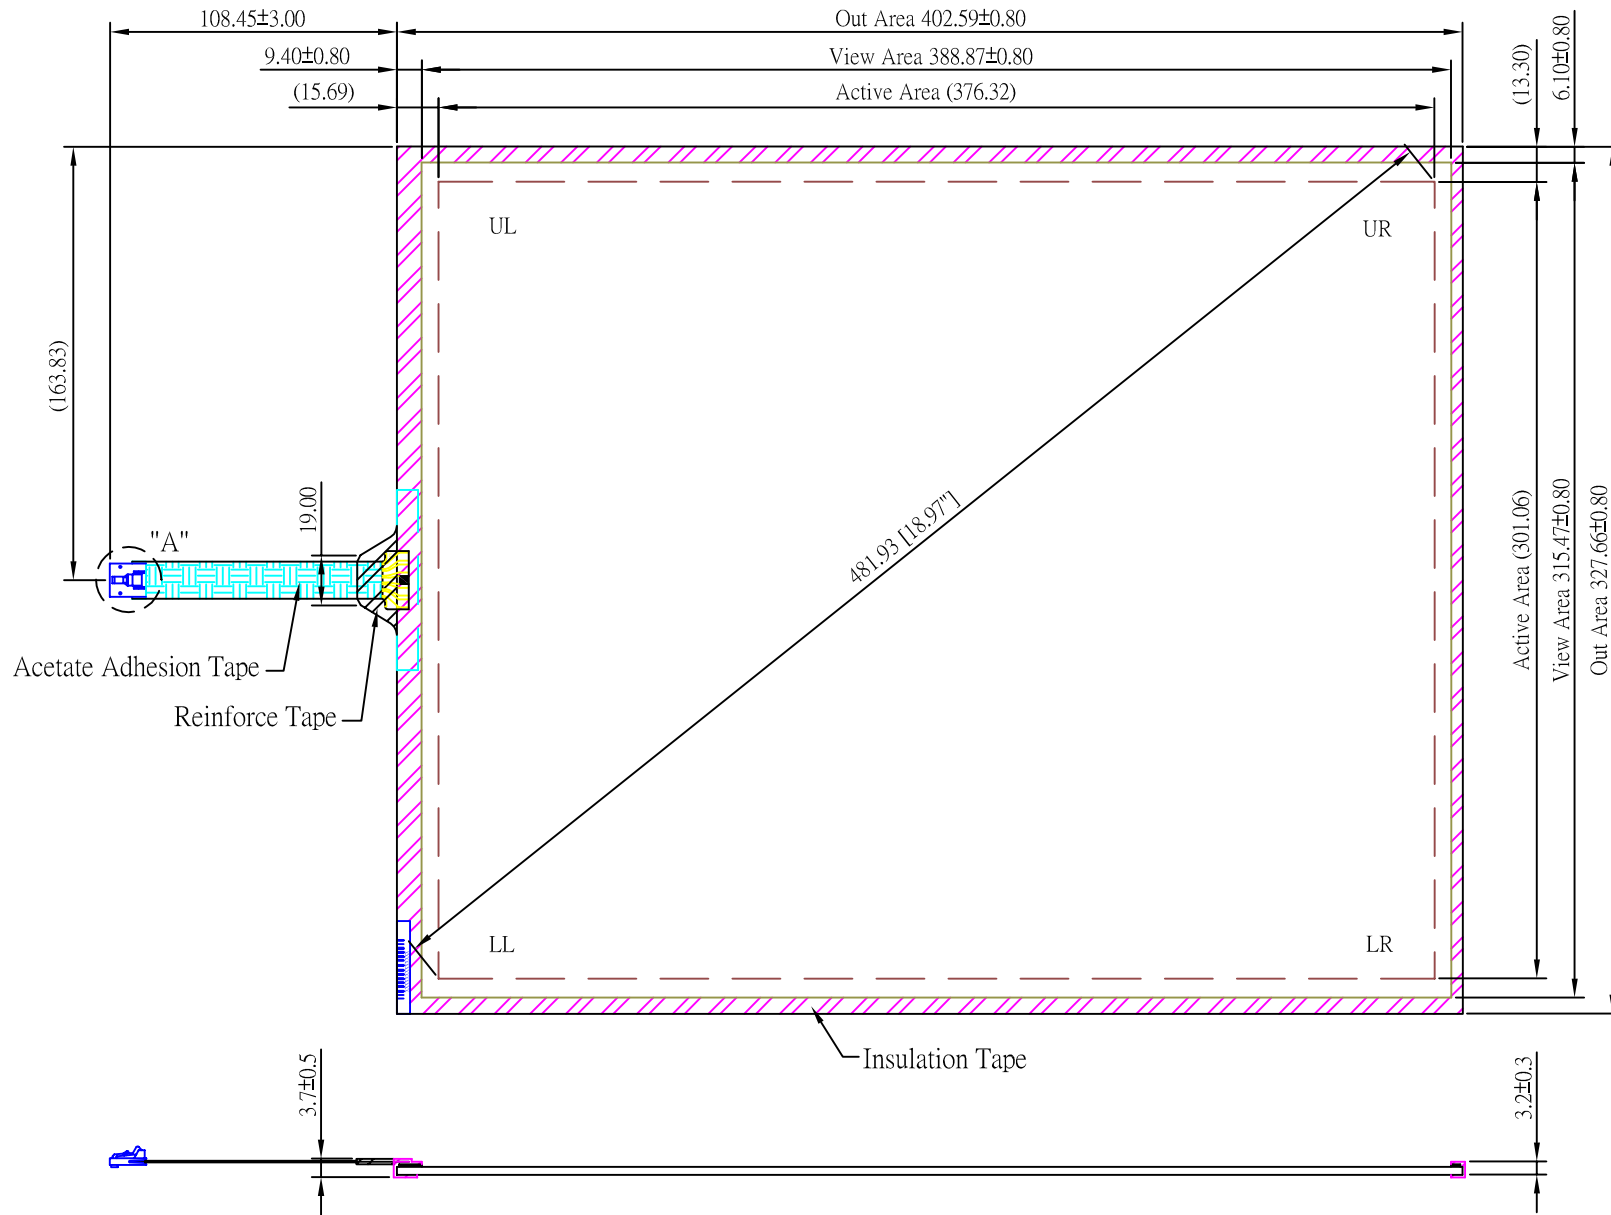 108.45±3.00
Out Area 402.59±0.80
9.40±0.80
View Area 388.87±0.80
(15.69)
Active Area (376.32)
(13.30)
6.10±0.80
UL
UR
(163.83)
19.00
"A"
481.93 [18.97"]
Active Area (301.06)
View Area 315.47±0.80
Out Area 327.66±0.80
Acetate Adhesion Tape
Reinforce Tape
LL
LR
Insulation Tape
3.7±0.5
3.2±0.3